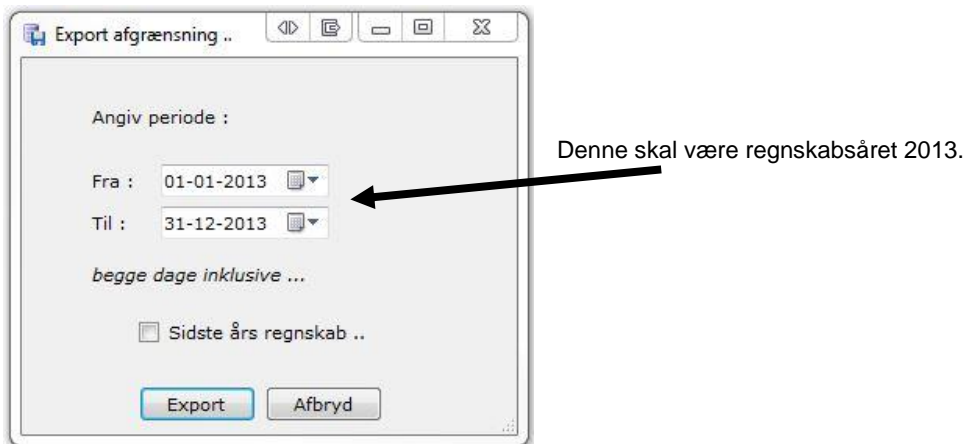 Export afgrænsning ..
Angiv periode :
Denne skal være regnskabsåret 2013.
Fra : 01-01-2013
Til : 31-12-2013
begge dage inklusive ...
Sidste års regnskab ..
Export Afbryd